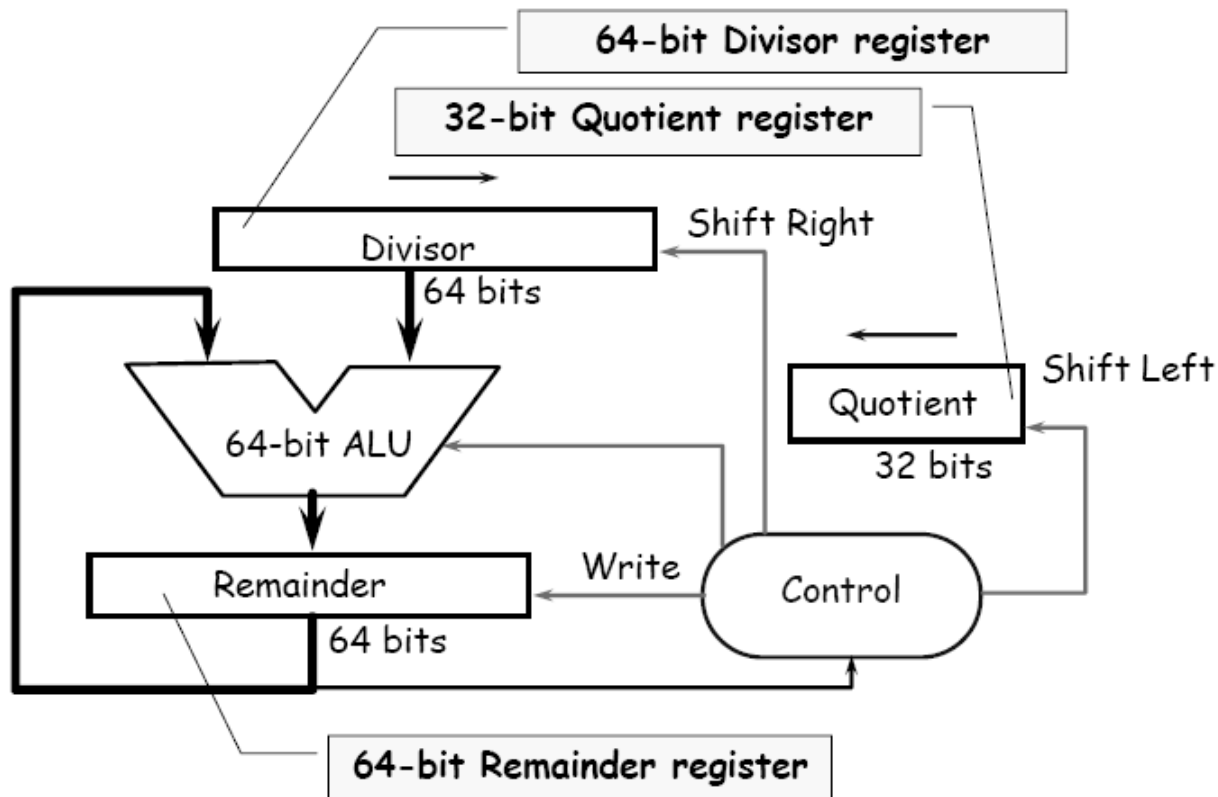 64-bit Divisor register
32-bit Quotient register
Shift Right
Divisor
64 bits
Shift Left
Quotient
64-bit ALU
32 bits
Write
Control
Remainder
64 bits
64-bit Remainder register